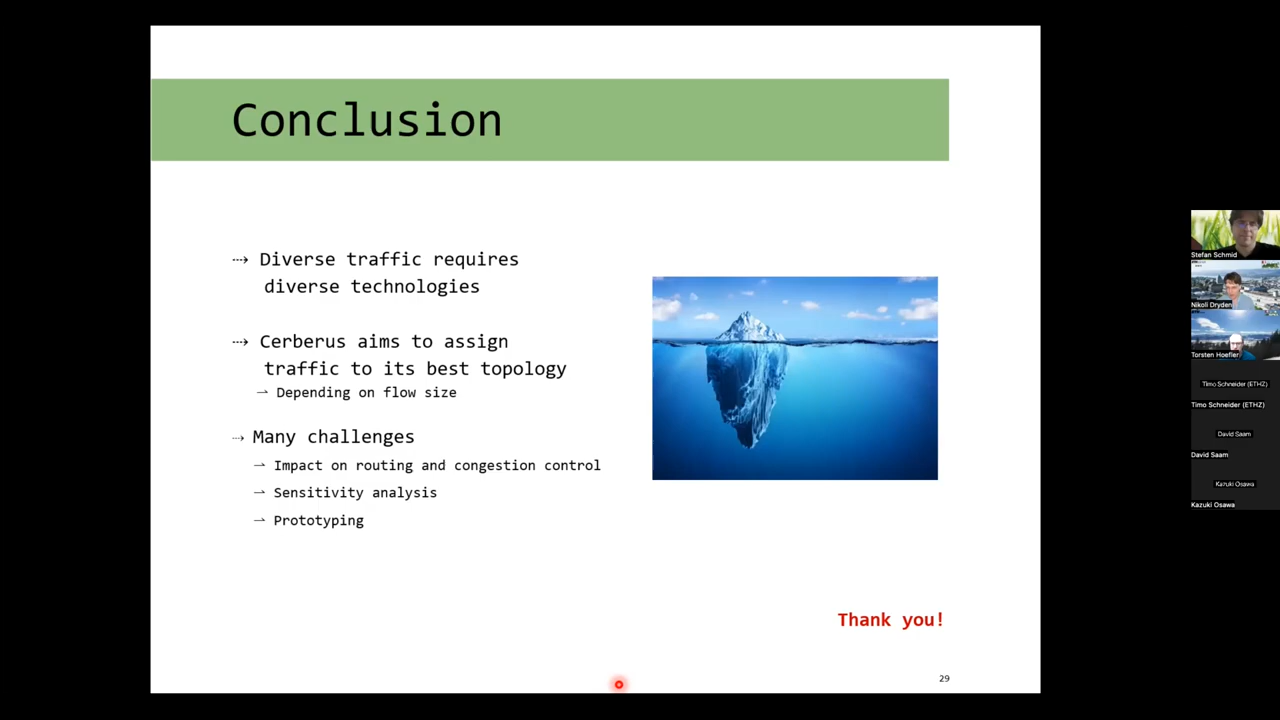 Conclusion
⇢ Diverse traffic requires
diverse technologies
⇢ Cerberus aims to assign
traffic to its best topology
⇀ Depending on flow size
⇢ Many challenges
⇀ Impact on routing and congestion control
⇀ Sensitivity analysis
⇀ Prototyping
Thank you!
29
Stefan Schmid
Nikoli Dryden
Torsten Hoefler
Timo Schneider (ETHZ)
Timo Schneider (ETHZ)
David Saam
David Saam
Kazuki Osawa
Kazuki Osawa